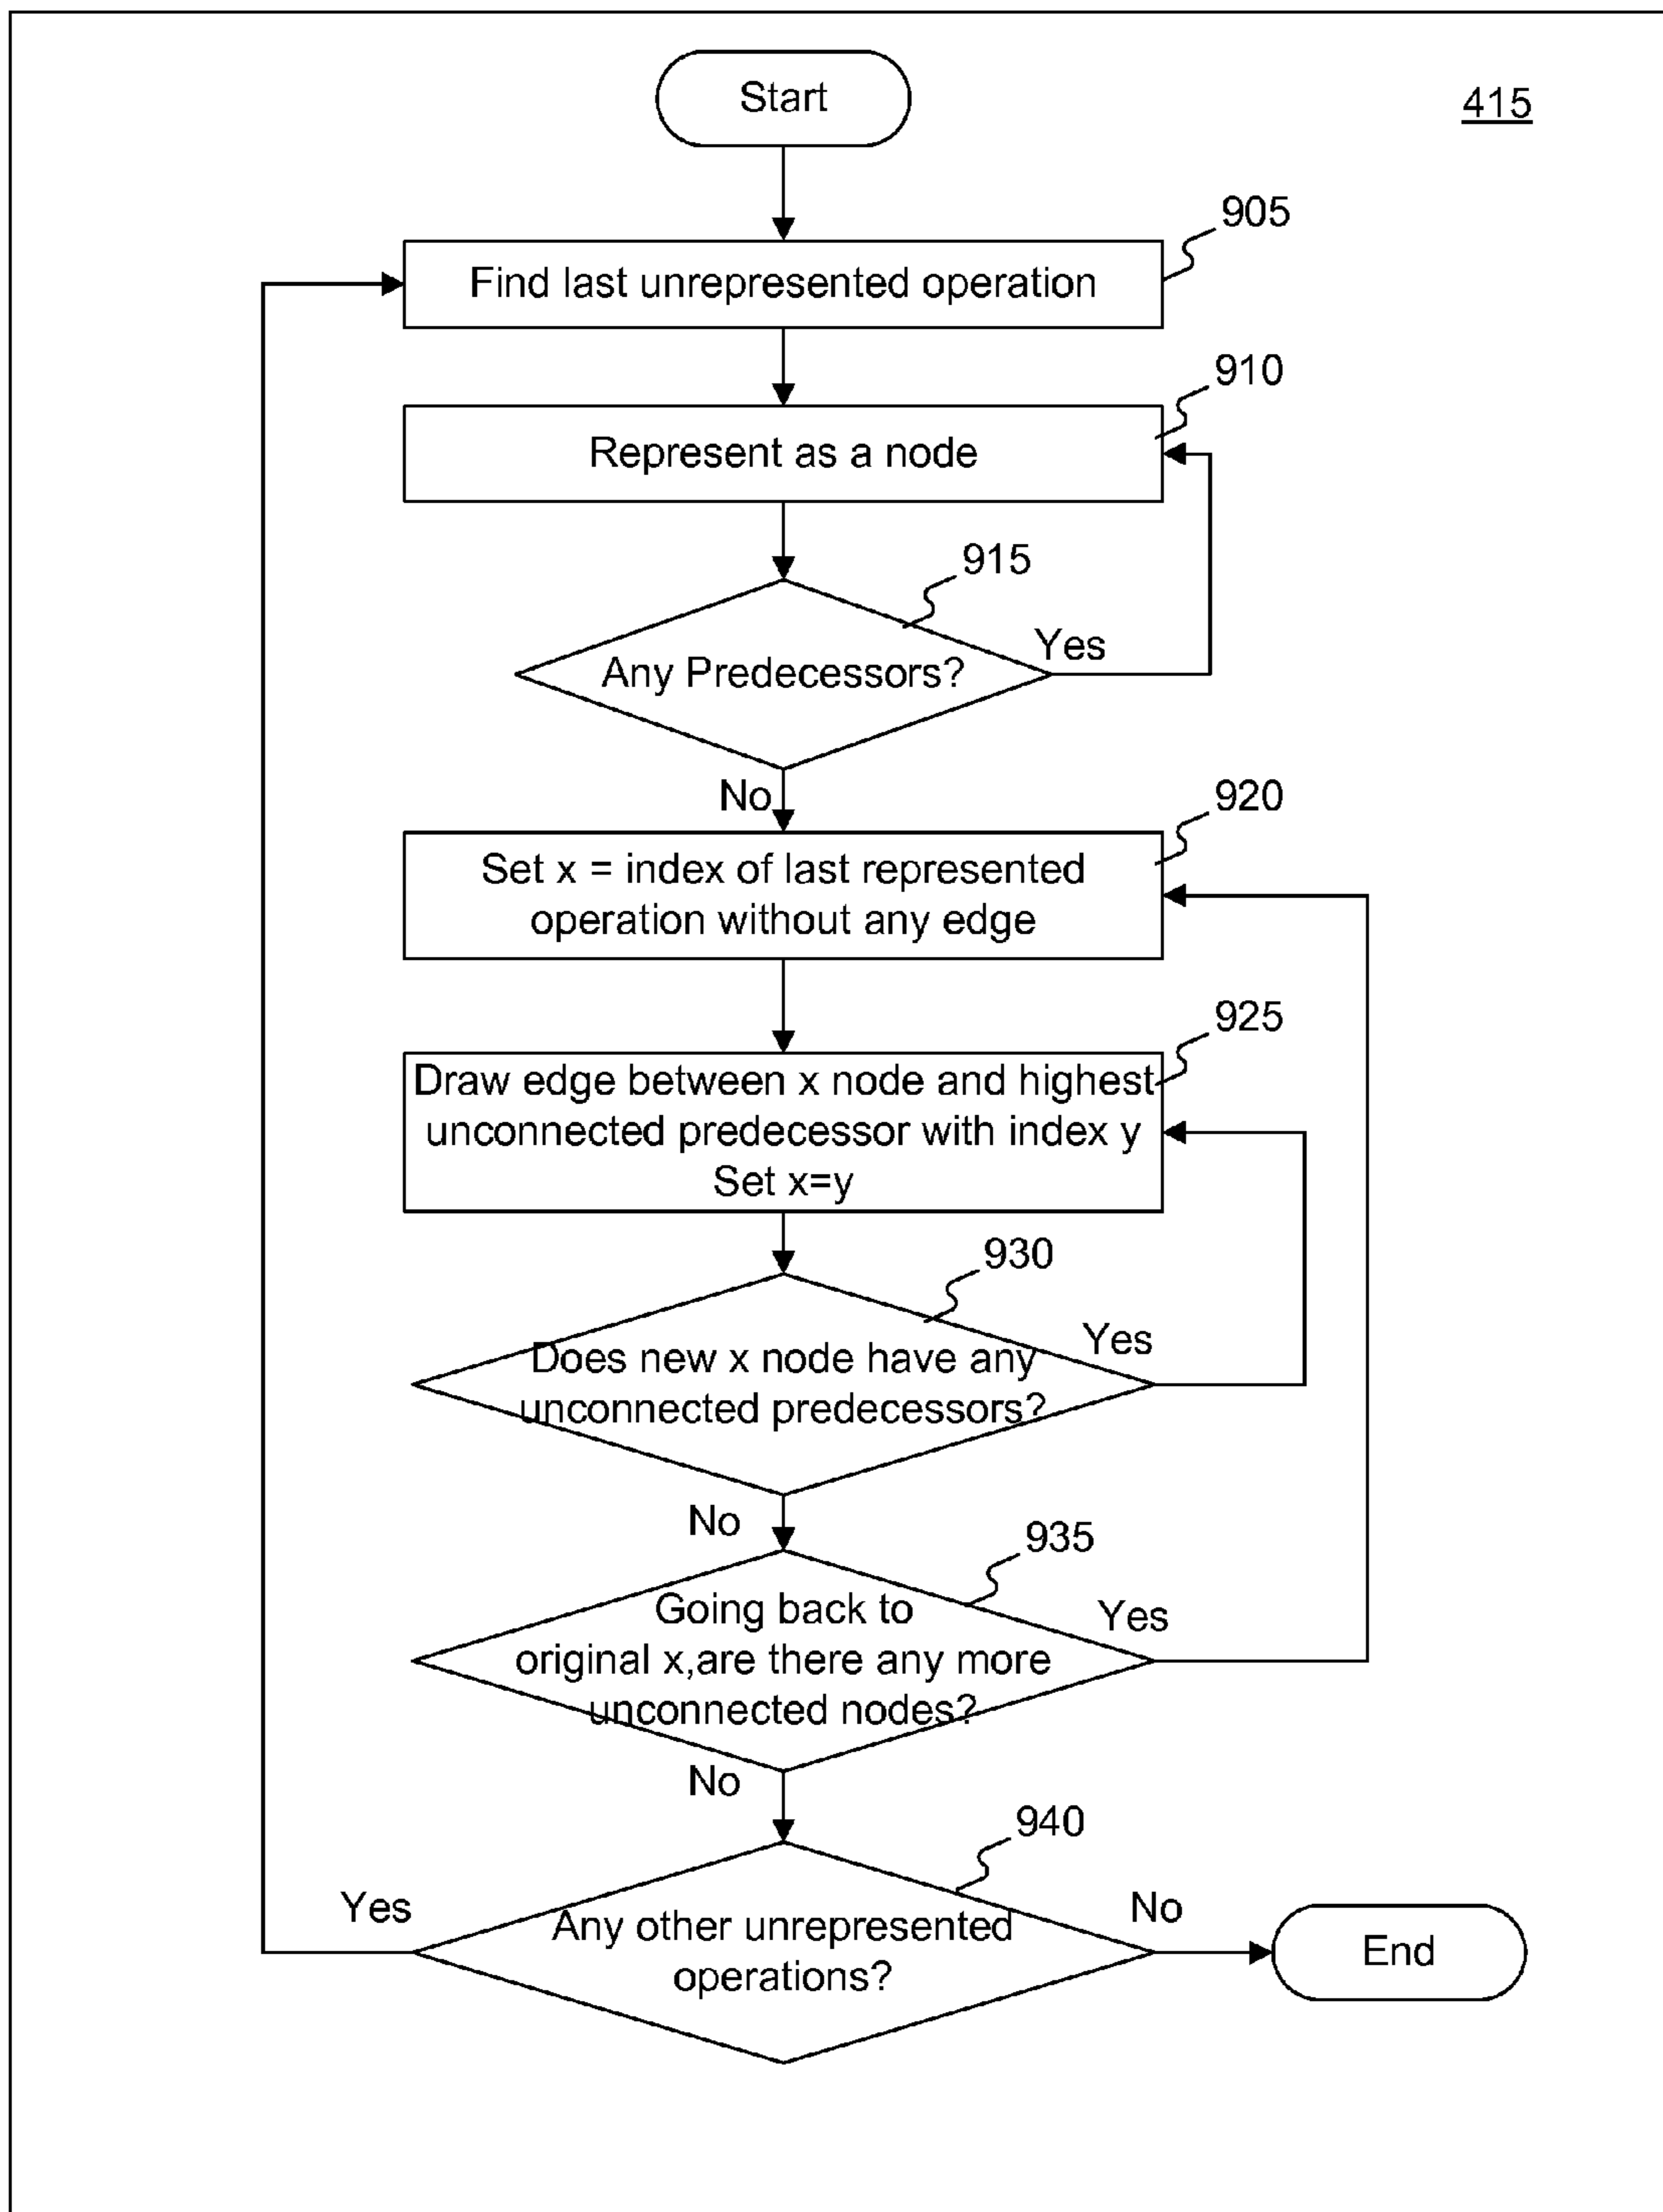 Start
415
905
Find last unrepresented operation
910
Represent as a node
915
Any Predecessors?
Yes
No
920
Set x = index of last represented
operation without any edge
925
Draw edge between x node and highest
unconnected predecessor with index y
Set x=y
930
Does new x node have any
unconnected predecessors?
Yes
No
935
Going back to
original x,are there any more
unconnected nodes?
Yes
No
940
Any other unrepresented
operations?
Yes
No
End